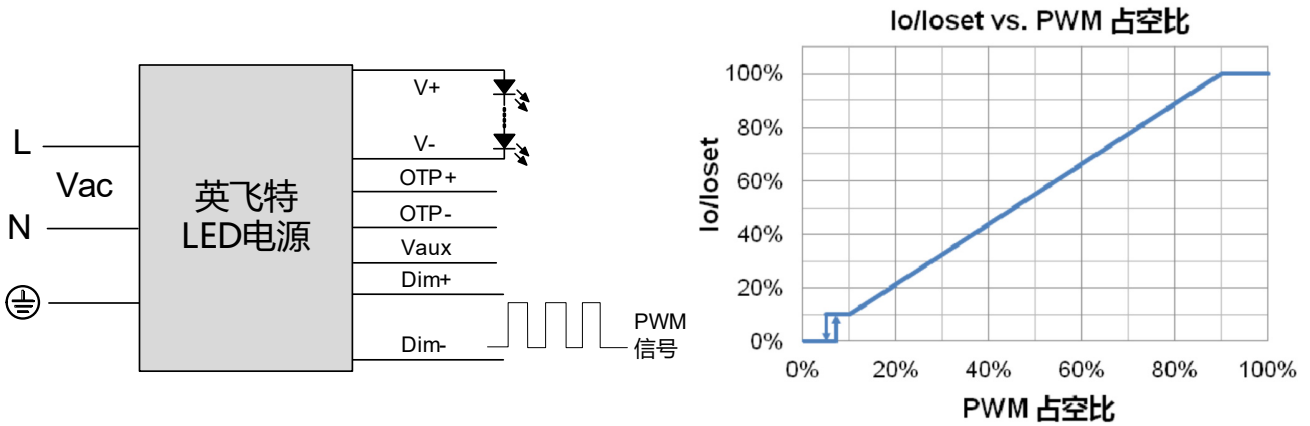 L
Vac
N
英飞特
LED电源
V+
V-
OTP+
OTP-
Vaux
Dim+
Dim-
PWM
信号
Io/Ioset vs. PWM 占空比
Io/Ioset
100%
80%
60%
40%
20%
0%
0% 20% 40% 60% 80% 100%
PWM 占空比